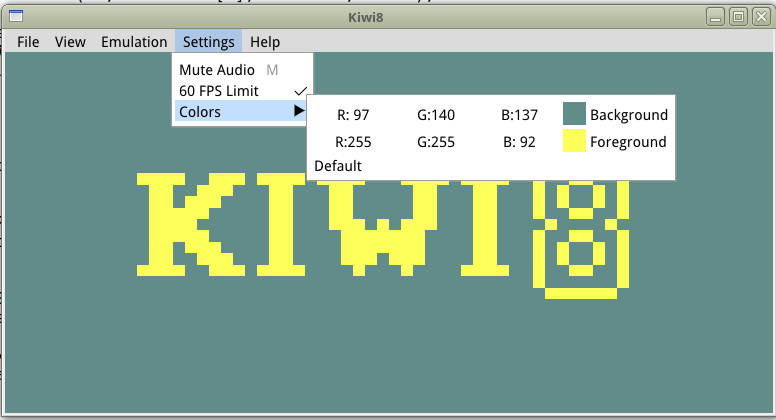 Kiwi8
File View Emulation Settings Help
Mute Audio M
60 FPS Limit
Colors
R: 97 G:140 B:137 Background
R:255 G:255 B: 92 Foreground
Default
KIWI8